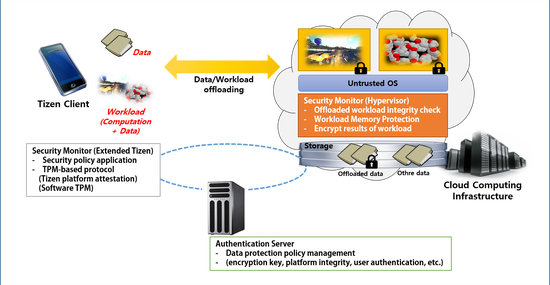 Data
Tizen Client
Workload
(Computation
+ Data)
Data/Workload
offloading
Untrusted OS
Security Monitor (Hypervisor)
- Offloaded workload integrity check
- Workload Memory Protection
- Encrypt results of workload
Storage
Offloaded data
Othre data
Cloud Computing
Infrastructure
Security Monitor (Extended Tizen)
- Security policy application
- TPM-based protocol
(Tizen platform attestation)
(Software TPM)
Authentication Server
- Data protection policy management
- (encryption key, platform integrity, user authentication, etc.)